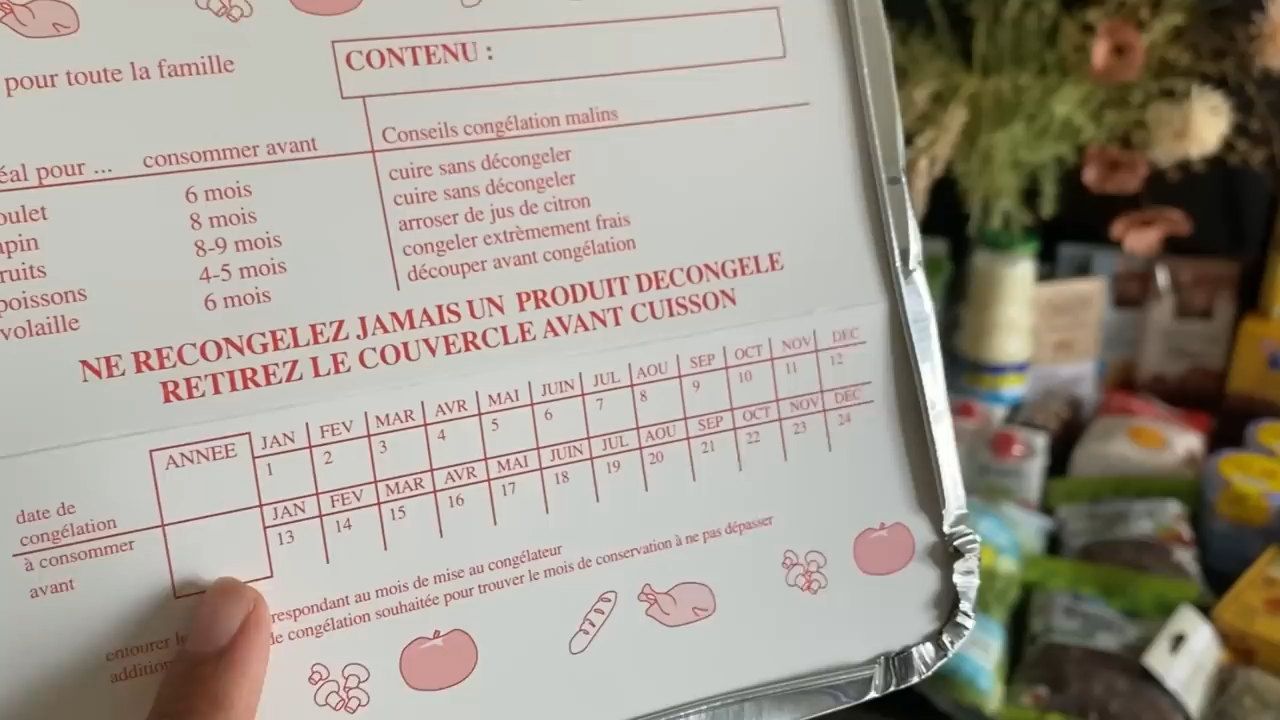 pour toute la famille
CONTENU :
éal pour ... consommer avant Conseils congélation malins
oulet 6 mois cuire sans décongeler
apin 8 mois cuire sans décongeler
ruits 8-9 mois arroser de jus de citron
poissons 4-5 mois congeler extrèmement frais
volaille 6 mois découper avant congélation
NE RECONGELEZ JAMAIS UN PRODUIT DECONGELE
RETIREZ LE COUVERCLE AVANT CUISSON
ANNEE JAN FEV MAR AVR MAI JUIN JUL AOU SEP OCT NOV DEC
1 2 3 4 5 6 7 8 9 10 11 12
date de
congélation
JAN FEV MAR AVR MAI JUIN JUL AOU SEP OCT NOV DEC
13 14 15 16 17 18 19 20 21 22 23 24
à consommer
avant
entourer respondant au mois de mise au congélateur
addition de congélation souhaitée pour trouver le mois de conservation à ne pas dépasser